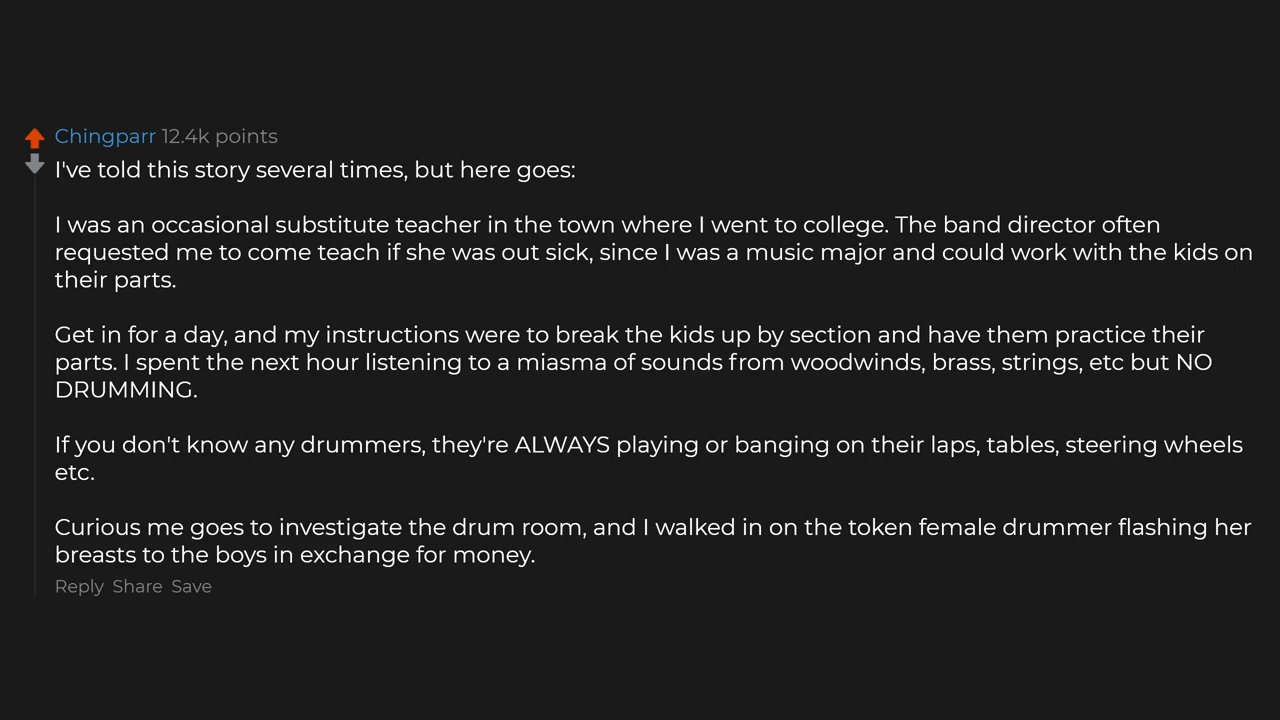 Chingparr 12.4k points
I've told this story several times, but here goes:
I was an occasional substitute teacher in the town where I went to college. The band director often
requested me to come teach if she was out sick, since I was a music major and could work with the kids on
their parts.
Get in for a day, and my instructions were to break the kids up by section and have them practice their
parts. I spent the next hour listening to a miasma of sounds from woodwinds, brass, strings, etc but NO
DRUMMING.
If you don't know any drummers, they're ALWAYS playing or banging on their laps, tables, steering wheels
etc.
Curious me goes to investigate the drum room, and I walked in on the token female drummer flashing her
breasts to the boys in exchange for money.
Reply Share Save